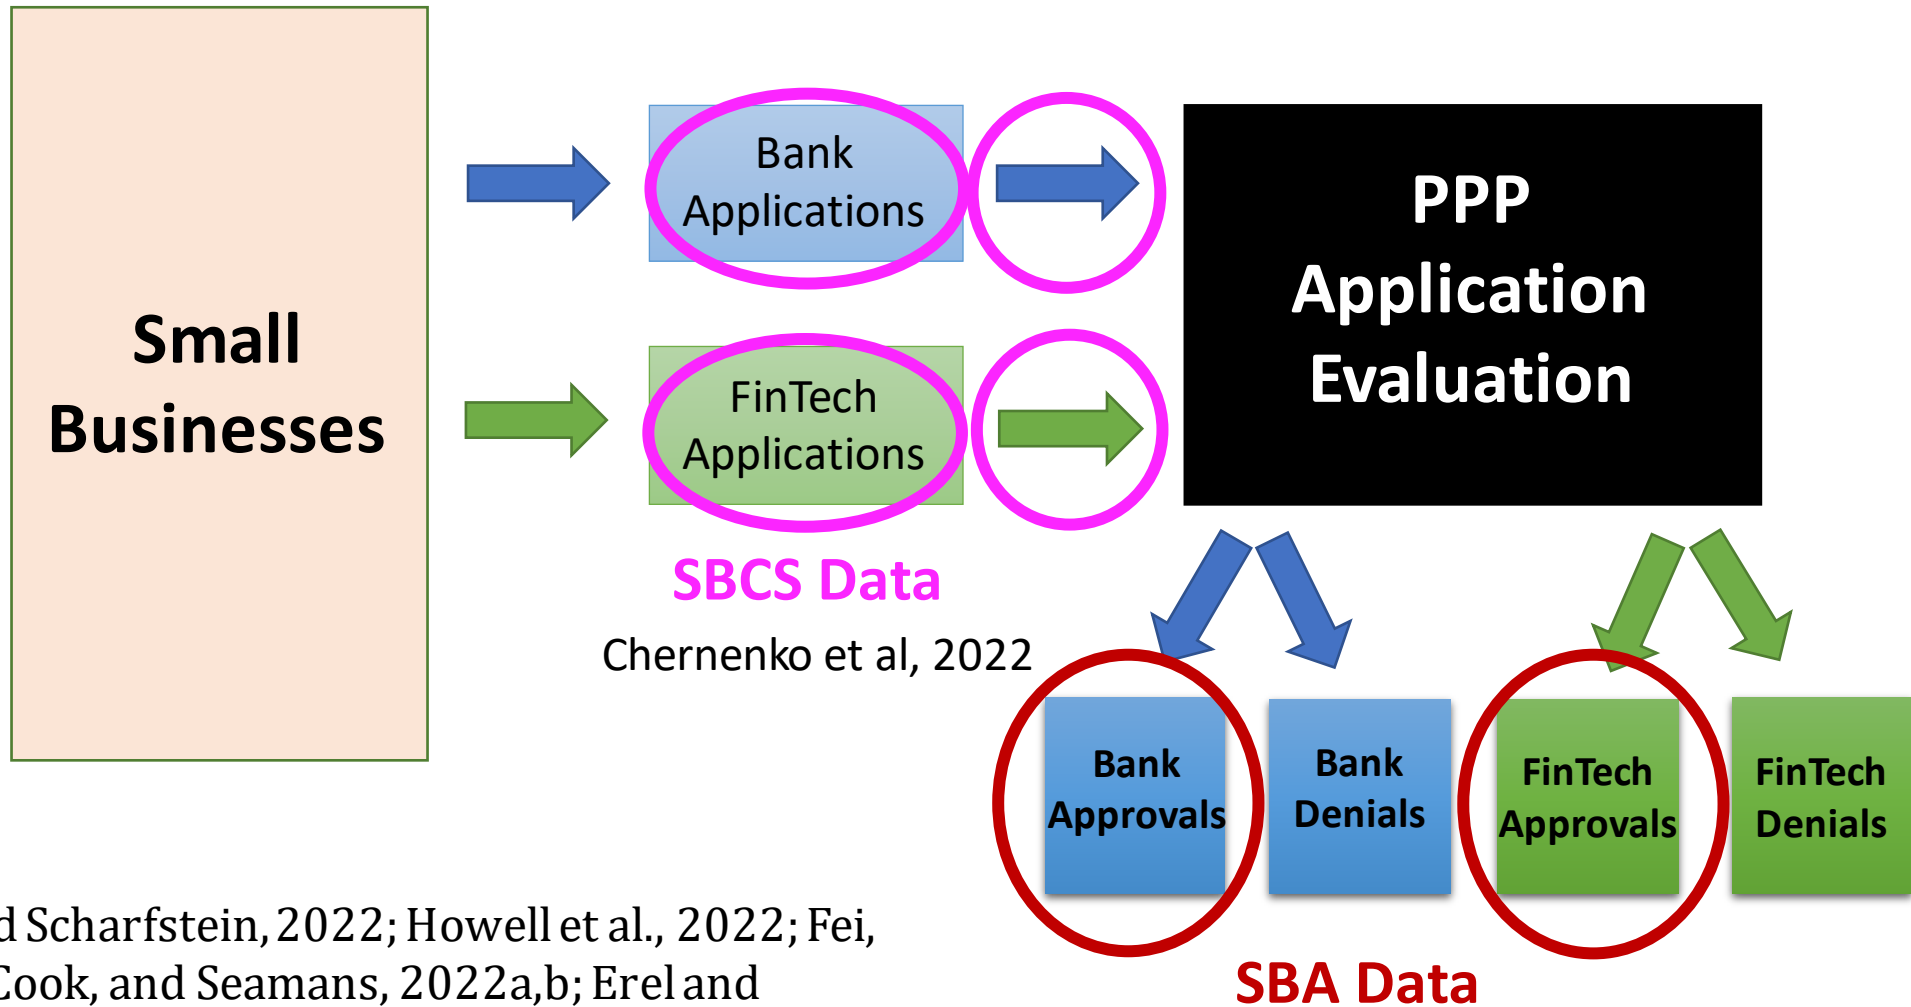 Small
Businesses
Bank
Applications
FinTech
Applications
SBCS Data
Chernenko et al, 2022
PPP
Application
Evaluation
Bank
Approvals
Bank
Denials
FinTech
Approvals
FinTech
Denials
SBA Data
d Scharfstein, 2022; Howell et al., 2022; Fei,
Cook, and Seamans, 2022a,b; Erel and